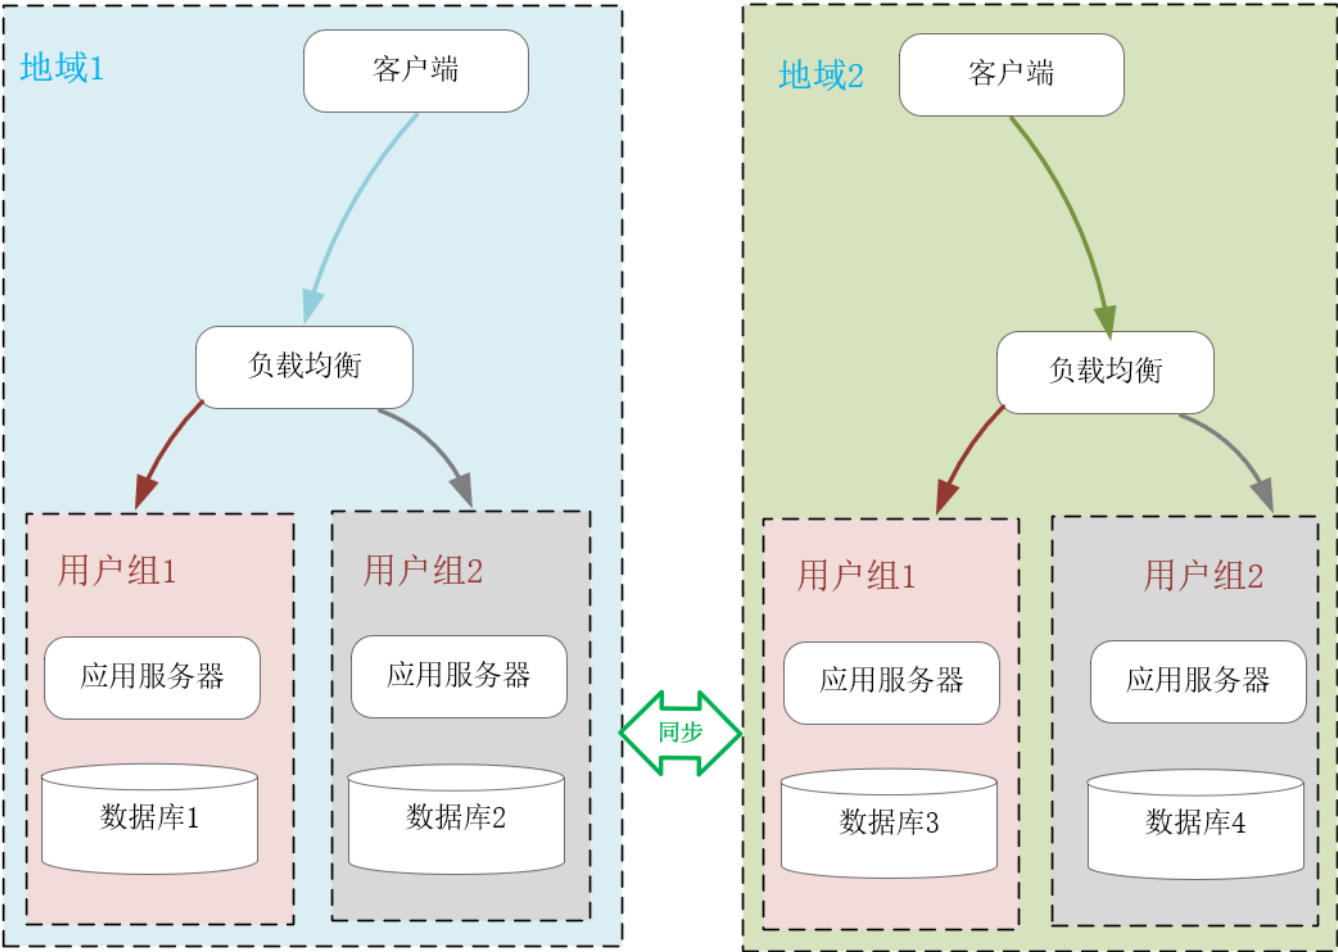 地域1
客户端
负载均衡
用户组1
用户组2
应用服务器
应用服务器
数据库1
数据库2
同步
地域2
客户端
负载均衡
用户组1
用户组2
应用服务器
应用服务器
数据库3
数据库4